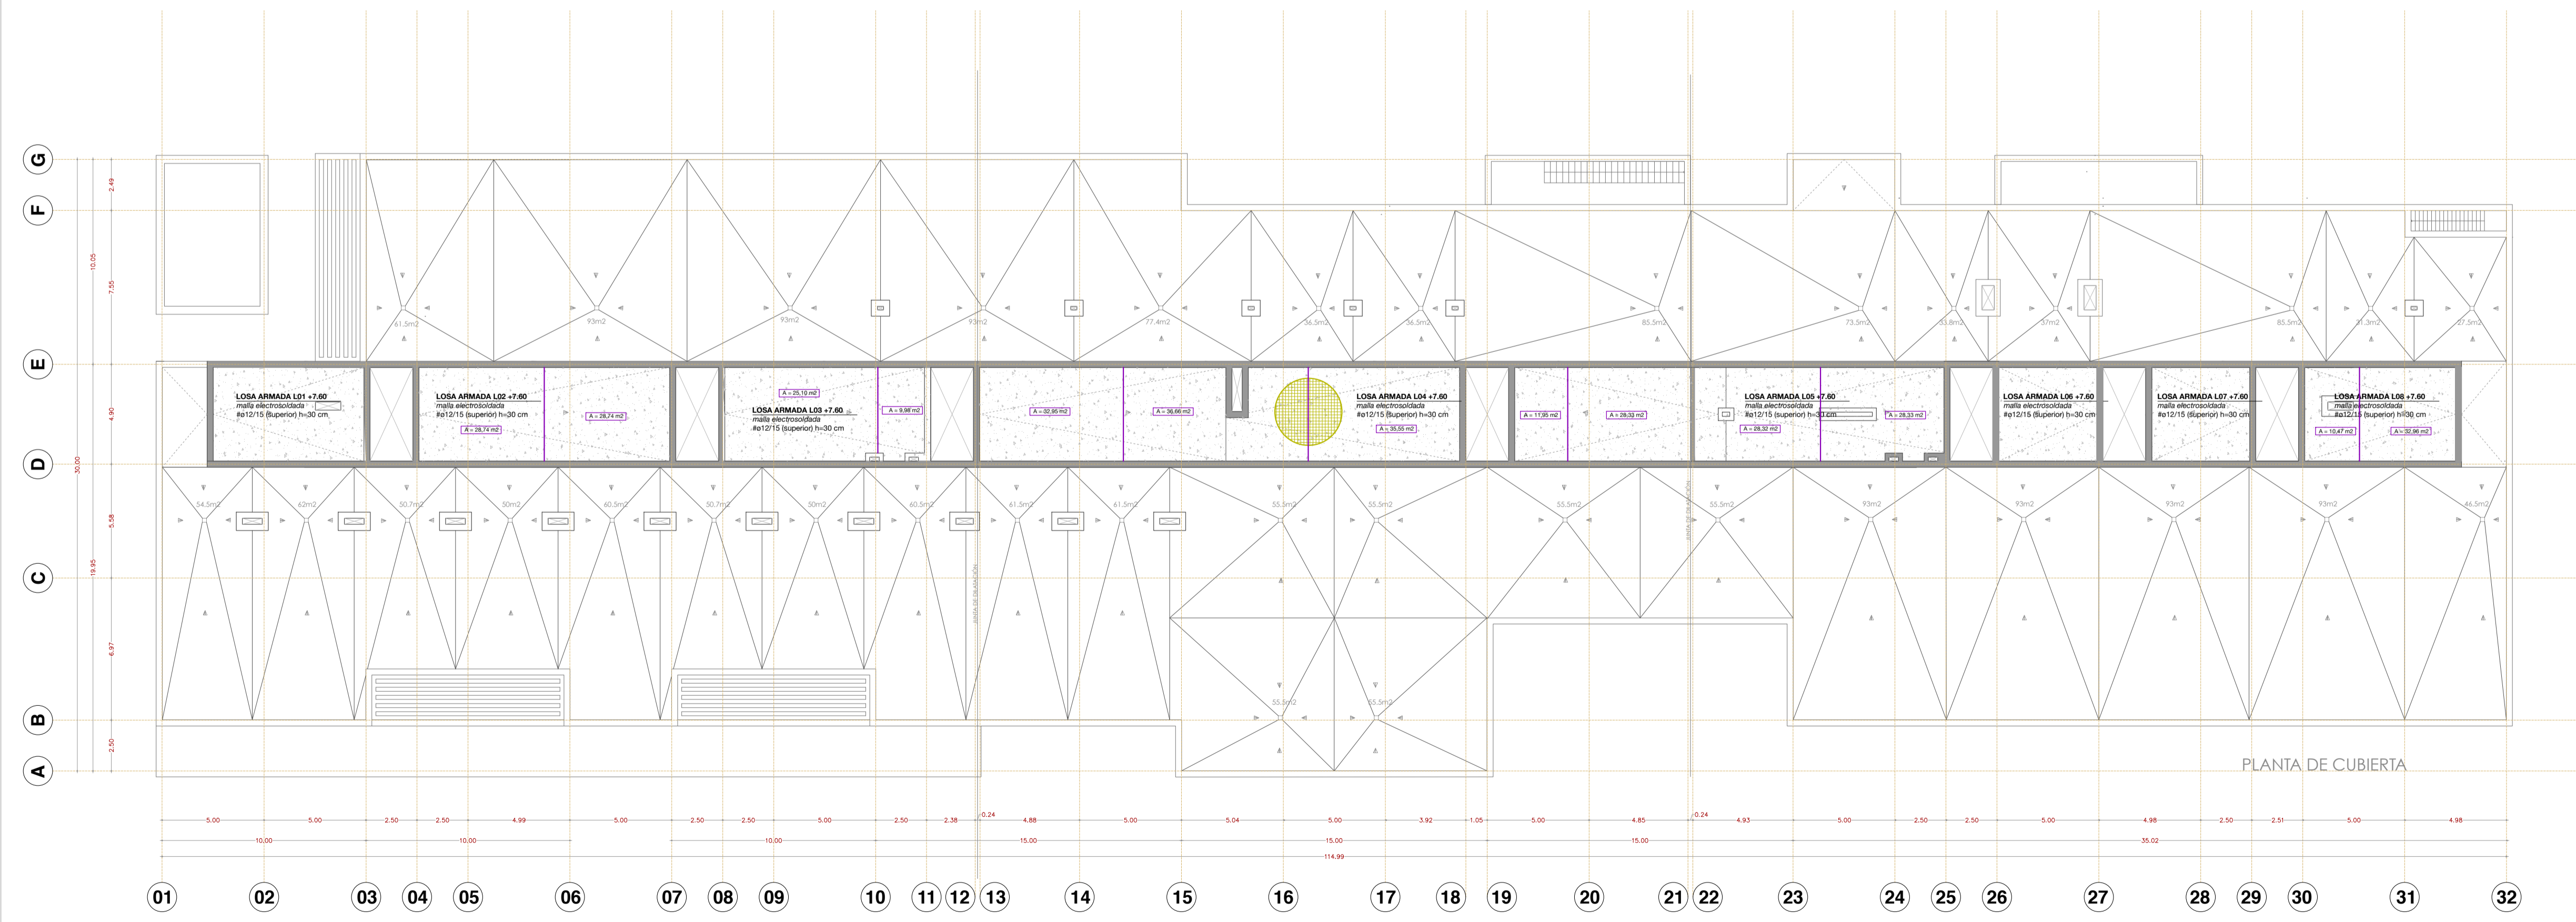 G
F
E
D
C
B
A
2.49
7.55
4.90
5.58
6.97
2.50
10.05
19.95
30.00
61.5m2
93m2
93m2
93m2
77.4m2
36.5m2
36.5m2
85.5m2
73.5m2
33.8m2
37m2
85.5m2
31.3m2
27.5m2
LOSA ARMADA L01 +7.60
malla electrosoldada
#ø12/15 (superior) h=30 cm
LOSA ARMADA L02 +7.60
malla electrosoldada
#ø12/15 (superior) h=30 cm
A = 28,74 m2
A = 28,74 m2
A = 25,10 m2
LOSA ARMADA L03 +7.60
malla electrosoldada
#ø12/15 (superior) h=30 cm
A = 9,98 m2
A = 32,95 m2
A = 36,66 m2
LOSA ARMADA L04 +7.60
malla electrosoldada
#ø12/15 (superior) h=30 cm
A = 35,55 m2
A = 11,95 m2
A = 28,33 m2
LOSA ARMADA L05 +7.60
malla electrosoldada
#ø12/15 (superior) h=30 cm
A = 28,32 m2
A = 28,33 m2
LOSA ARMADA L06 +7.60
malla electrosoldada
#ø12/15 (superior) h=30 cm
LOSA ARMADA L07 +7.60
malla electrosoldada
#ø12/15 (superior) h=30 cm
LOSA ARMADA L08 +7.60
malla electrosoldada
#ø12/15 (superior) h=30 cm
A = 10,47 m2
A = 32,96 m2
54.5m2
62m2
50.7m2
50m2
60.5m2
50.7m2
50m2
60.5m2
61.5m2
61.5m2
55.5m2
55.5m2
55.5m2
55.5m2
93m2
93m2
93m2
93m2
46.5m2
JUNTA DE DILATACIÓN
JUNTA DE DILATACIÓN
55.5m2
55.5m2
PLANTA DE CUBIERTA
5.00
5.00
2.50
2.50
4.99
5.00
2.50
2.50
5.00
2.50
2.38
0.24
4.88
5.00
5.04
5.00
3.92
1.05
5.00
4.85
0.24
4.93
5.00
2.50
2.50
5.00
4.98
2.50
2.51
5.00
4.98
10.00
10.00
10.00
15.00
15.00
15.00
35.02
114.99
01
02
03
04
05
06
07
08
09
10
11
12
13
14
15
16
17
18
19
20
21
22
23
24
25
26
27
28
29
30
31
32